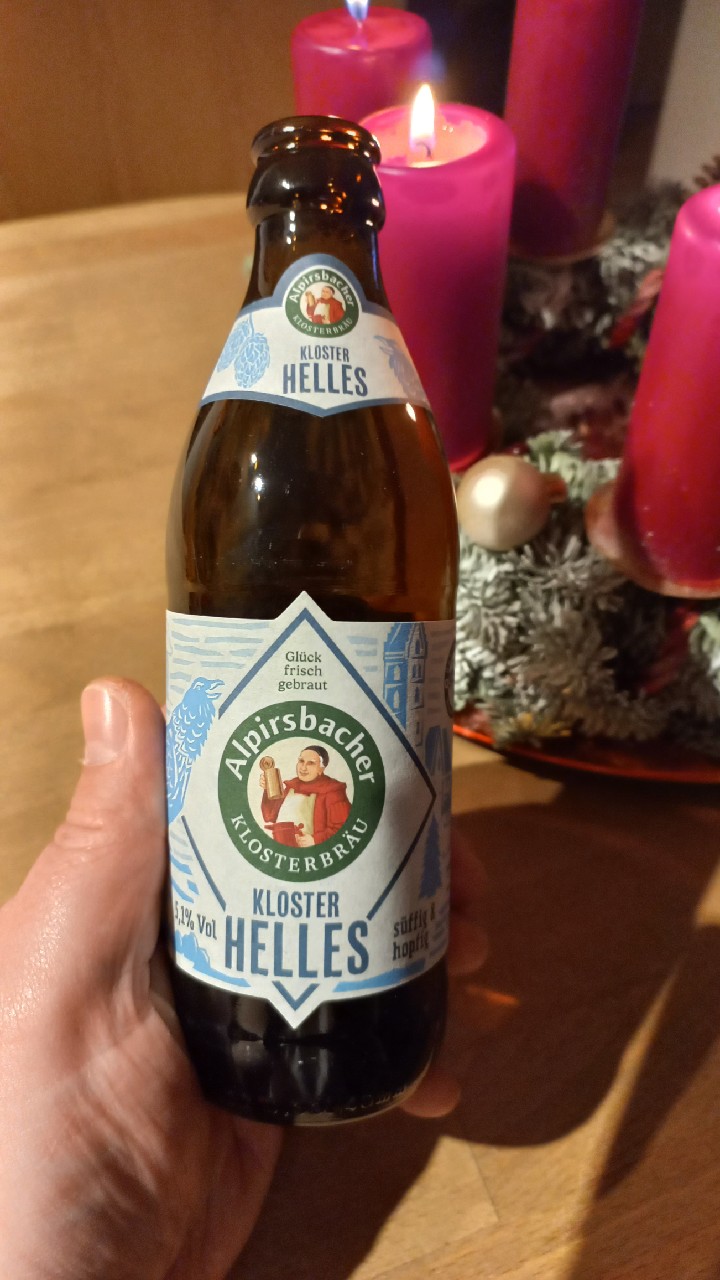 Alpirsbacher
KLOSTERBRÄU
KLOSTER
HELLES
Glück
frisch
gebraut
Alpirsbacher
KLOSTERBRÄU
KLOSTER
HELLES
5,1% Vol
süffig &
hopfig